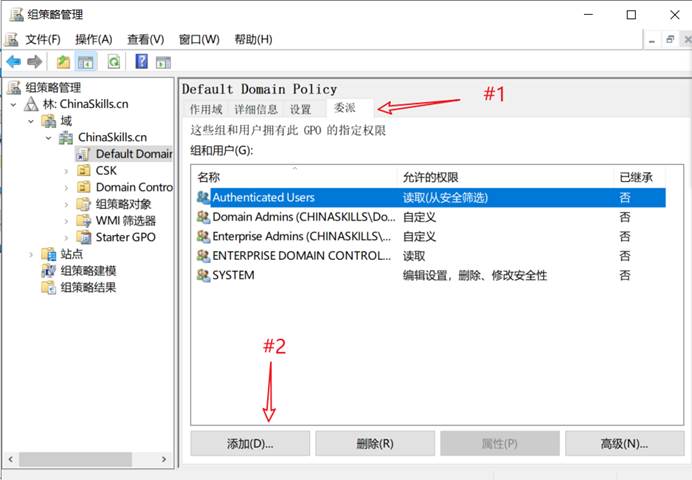 组策略管理
文件(F) 操作(A) 查看(V) 窗口(W) 帮助(H)
组策略管理
林: ChinaSkills.cn
域
ChinaSkills.cn
Default Domain
CSK
Domain Contro
组策略对象
WMI 筛选器
Starter GPO
站点
组策略建模
组策略结果
Default Domain Policy
作用域 详细信息 设置 委派
#1
这些组和用户拥有此 GPO 的指定权限
组和用户(G):
名称 允许的权限 已继承
Authenticated Users 读取(从安全筛选) 否
Domain Admins (CHINASKILLS\Do... 自定义 否
Enterprise Admins (CHINASKILLS\... 自定义 否
ENTERPRISE DOMAIN CONTROL... 读取 否
SYSTEM 编辑设置，删除、修改安全性 否
#2
添加(D)... 删除(R) 属性(P) 高级(N)...